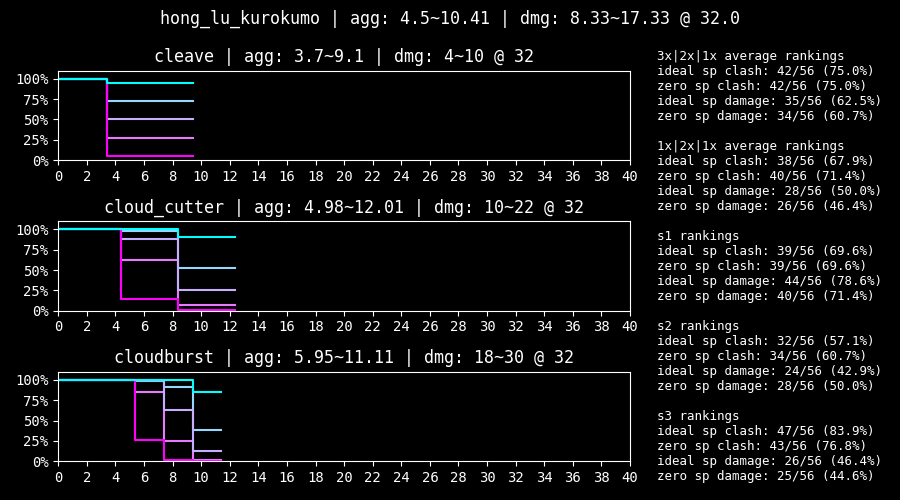 hong_lu_kurokumo | agg: 4.5~10.41 | dmg: 8.33~17.33 @ 32.0
cleave | agg: 3.7~9.1 | dmg: 4~10 @ 32
100%
75%
50%
25%
0%
0 2 4 6 8 10 12 14 16 18 20 22 24 26 28 30 32 34 36 38 40
cloud_cutter | agg: 4.98~12.01 | dmg: 10~22 @ 32
100%
75%
50%
25%
0%
0 2 4 6 8 10 12 14 16 18 20 22 24 26 28 30 32 34 36 38 40
cloudburst | agg: 5.95~11.11 | dmg: 18~30 @ 32
100%
75%
50%
25%
0%
0 2 4 6 8 10 12 14 16 18 20 22 24 26 28 30 32 34 36 38 40
3x|2x|1x average rankings
ideal sp clash: 42/56 (75.0%)
zero sp clash: 42/56 (75.0%)
ideal sp damage: 35/56 (62.5%)
zero sp damage: 34/56 (60.7%)
1x|2x|1x average rankings
ideal sp clash: 38/56 (67.9%)
zero sp clash: 40/56 (71.4%)
ideal sp damage: 28/56 (50.0%)
zero sp damage: 26/56 (46.4%)
s1 rankings
ideal sp clash: 39/56 (69.6%)
zero sp clash: 39/56 (69.6%)
ideal sp damage: 44/56 (78.6%)
zero sp damage: 40/56 (71.4%)
s2 rankings
ideal sp clash: 32/56 (57.1%)
zero sp clash: 34/56 (60.7%)
ideal sp damage: 24/56 (42.9%)
zero sp damage: 28/56 (50.0%)
s3 rankings
ideal sp clash: 47/56 (83.9%)
zero sp clash: 43/56 (76.8%)
ideal sp damage: 26/56 (46.4%)
zero sp damage: 25/56 (44.6%)